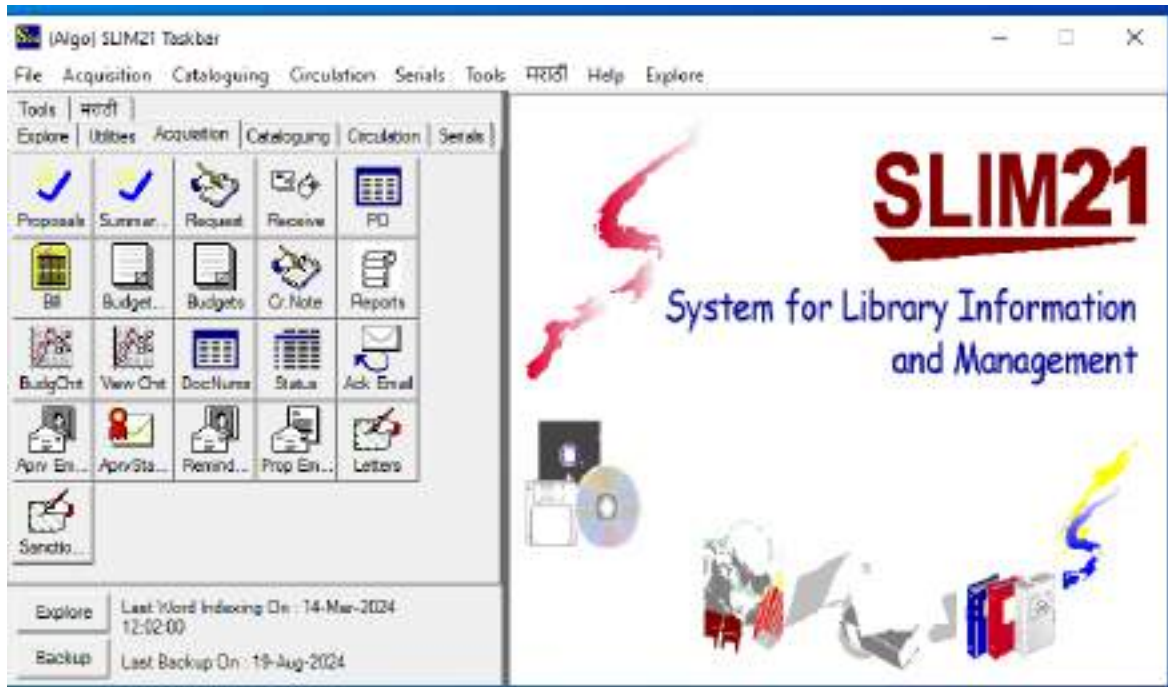 (Algo) SLIM21 Taskbar
File Acquisition Cataloguing Circulation Serials Tools मराठी Help Explore
Tools मराठी
Explore Utilities Acquisition Cataloguing Circulation Serials
Proposals Summar... Request Receive PO
Bill Budget... Budgets Cr.Note Reports
BudgChrt View Chrt DocNums Status Ack Email
Aprv Em... AprvSta... Remind... Prop Em... Letters
Sanctio...
Explore Last Word Indexing On : 14-Mar-2024
12:02:00
Backup Last Backup On : 19-Aug-2024
SLIM21
System for Library Information
and Management